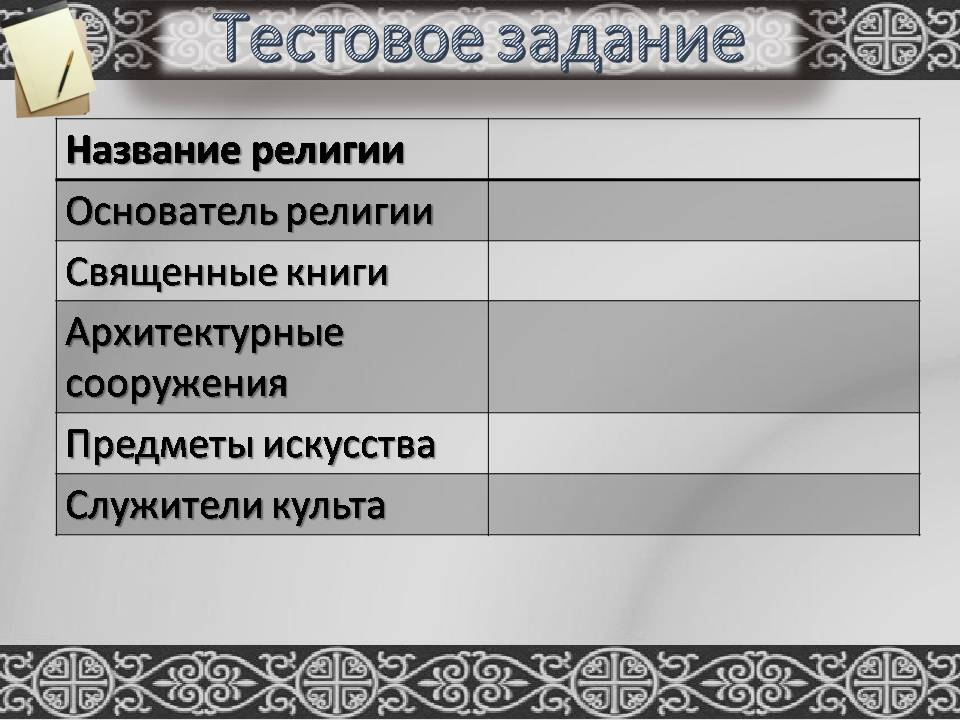 Тестовое задание
Название религии
Основатель религии
Священные книги
Архитектурные
сооружения
Предметы искусства
Служители культа